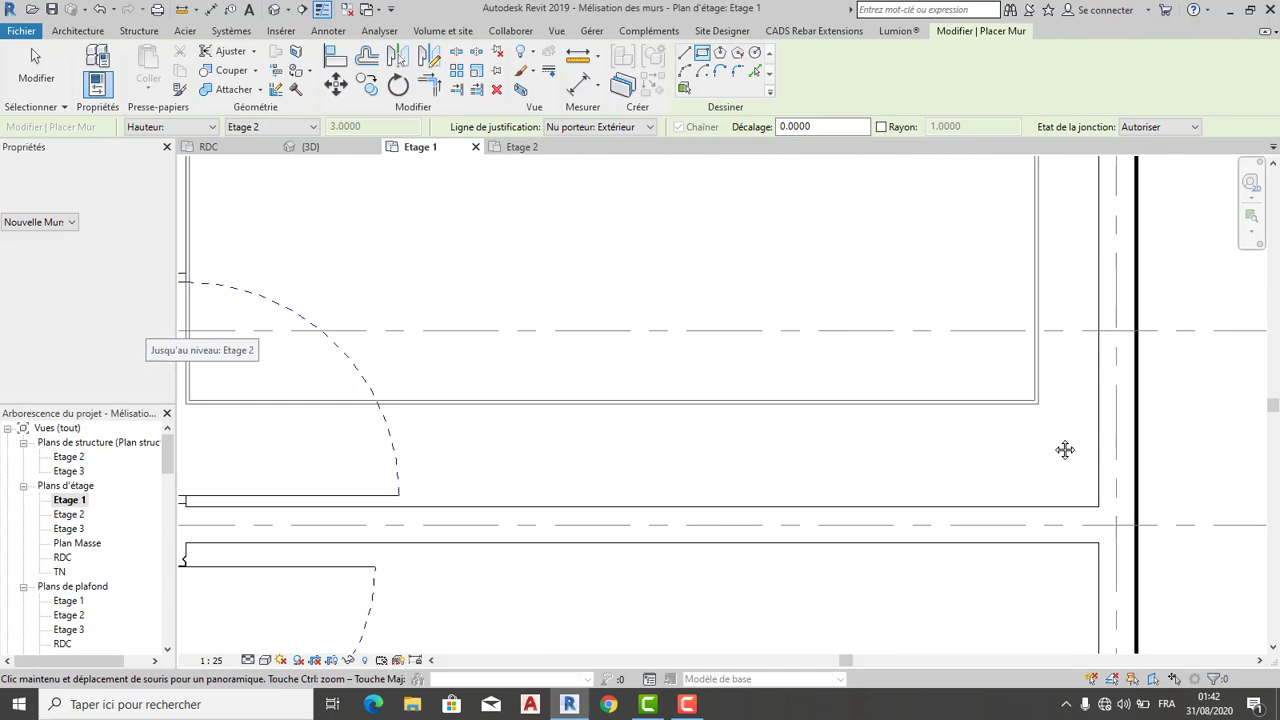 Autodesk Revit 2019 - Mélisation des murs - Plan d'étage: Etage 1
Entrez mot-clé ou expression
Se connecter
Fichier Architecture Structure Acier Systèmes Insérer Annoter Analyser Volume et site Collaborer Vue Gérer Compléments Site Designer CADS Rebar Extensions Lumion® Modifier | Placer Mur
Modifier
Coller
Ajuster
Couper
Attacher
Sélectionner Propriétés Presse-papiers Géométrie Modifier Vue Mesurer Créer Dessiner
Modifier | Placer Mur Hauteur: Etage 2 3.0000 Ligne de justification: Nu porteur: Extérieur Chaîner Décalage: 0.0000 Rayon: 1.0000 Etat de la jonction: Autoriser
Propriétés
RDC {3D} Etage 1 Etage 2
Nouvelle Mur:
Jusqu'au niveau: Etage 2
Arborescence du projet - Mélisatio...
Vues (tout)
Plans de structure (Plan struc
Etage 2
Etage 3
Plans d'étage
Etage 1
Etage 2
Etage 3
Plan Masse
RDC
TN
Plans de plafond
Etage 1
Etage 2
Etage 3
RDC
1 : 25
Clic maintenu et déplacement de souris pour un panoramique. Touche Ctrl: zoom – Touche Maj:
:0
Modèle de base
:0
Taper ici pour rechercher
FRA
01:42
31/08/2020